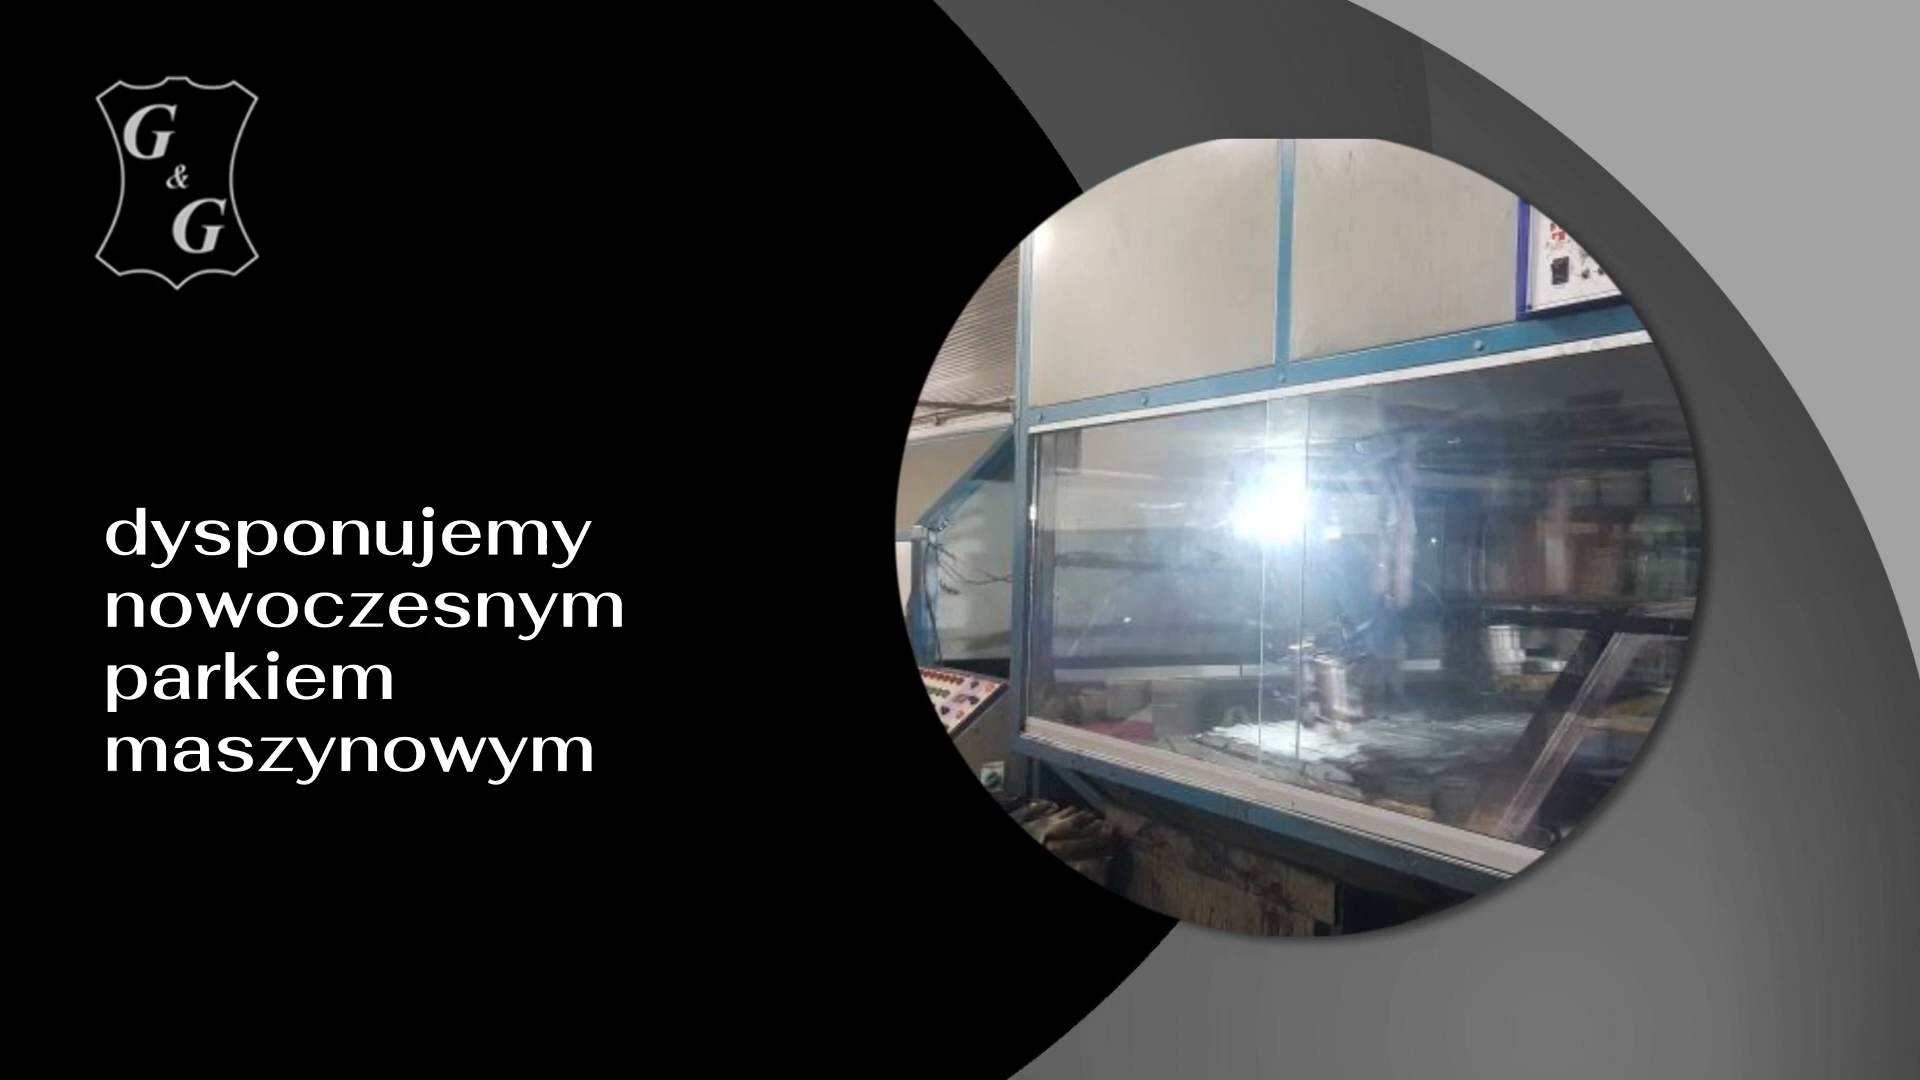 G
&
G
dysponujemy
nowoczesnym
parkiem
maszynowym